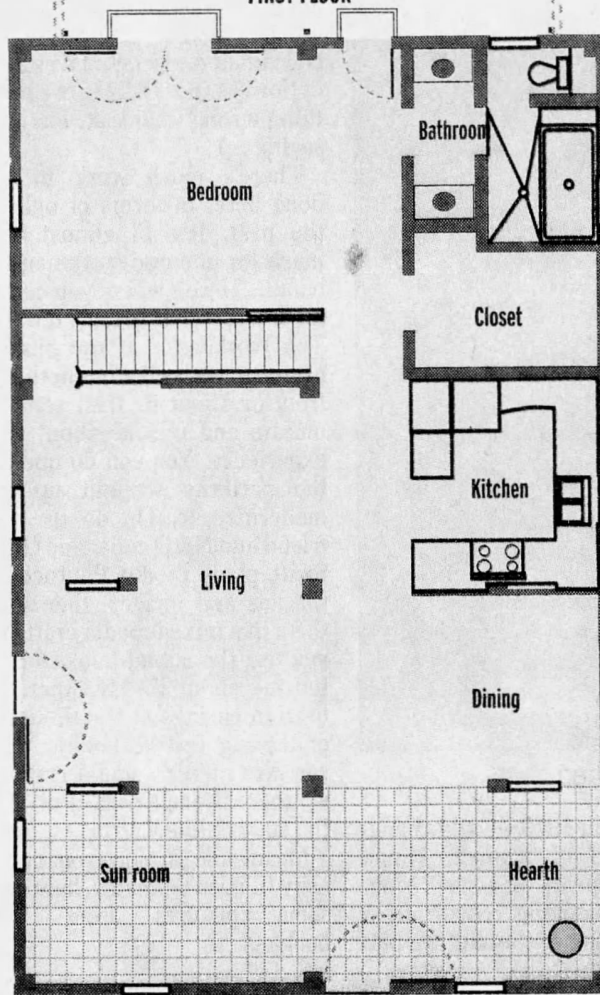 FIRST FLOOR
Bathroom
Bedroom
Closet
Kitchen
Living
Dining
Sun room
Hearth